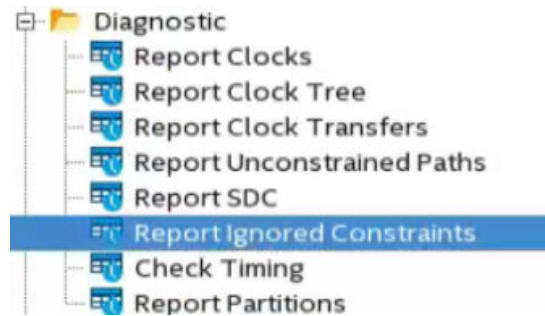 Diagnostic
Report Clocks
Report Clock Tree
Report Clock Transfers
Report Unconstrained Paths
Report SDC
Report Ignored Constraints
Check Timing
Report Partitions